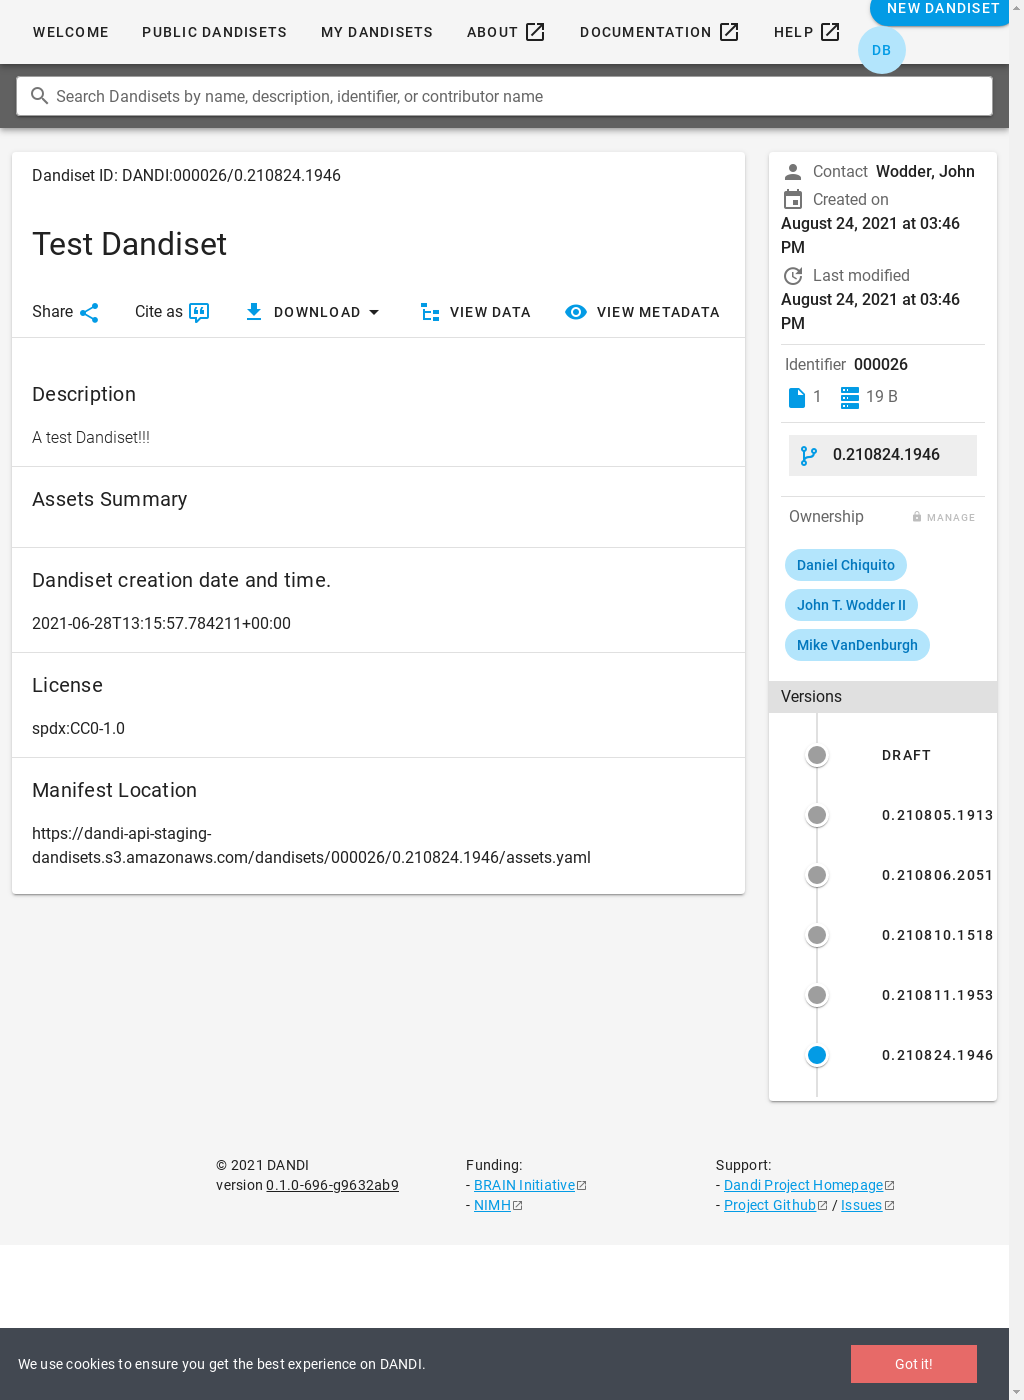 WELCOME
PUBLIC DANDISETS
MY DANDISETS
ABOUT
DOCUMENTATION
HELP
NEW DANDISET
DB
Search Dandisets by name, description, identifier, or contributor name
Dandiset ID: DANDI:000026/0.210824.1946
Test Dandiset
Share
Cite as
DOWNLOAD
VIEW DATA
VIEW METADATA
Description
A test Dandiset!!!
Assets Summary
Dandiset creation date and time.
2021-06-28T13:15:57.784211+00:00
License
spdx:CC0-1.0
Manifest Location
https://dandi-api-staging-
dandisets.s3.amazonaws.com/dandisets/000026/0.210824.1946/assets.yaml
Contact Wodder, John
Created on
August 24, 2021 at 03:46
PM
Last modified
August 24, 2021 at 03:46
PM
Identifier 000026
1
19 B
0.210824.1946
Ownership
MANAGE
Daniel Chiquito
John T. Wodder II
Mike VanDenburgh
Versions
DRAFT
0.210805.1913
0.210806.2051
0.210810.1518
0.210811.1953
0.210824.1946
© 2021 DANDI
version 0.1.0-696-g9632ab9
Funding:
- BRAIN Initiative
- NIMH
Support:
- Dandi Project Homepage
- Project Github / Issues
We use cookies to ensure you get the best experience on DANDI.
Got it!